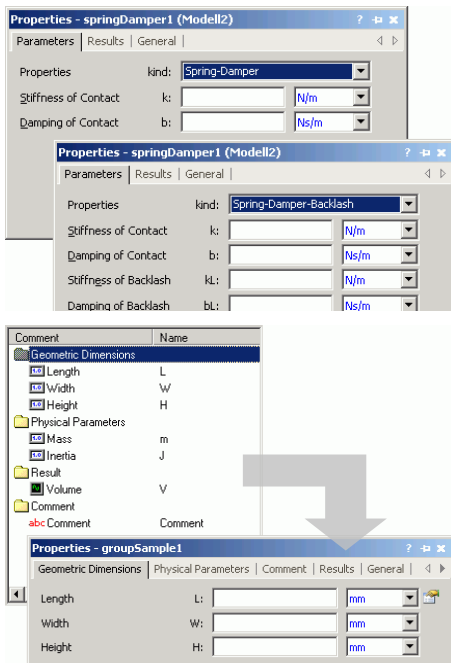 Properties - springDamper1 (Modell2)
Parameters | Results | General |
Properties kind: Spring-Damper
Stiffness of Contact k: N/m
Damping of Contact b: Ns/m
Properties - springDamper1 (Modell2)
Parameters | Results | General |
Properties kind: Spring-Damper-Backlash
Stiffness of Contact k: N/m
Damping of Contact b: Ns/m
Stiffness of Backlash kL: N/m
Damping of Backlash bL: Ns/m
Comment Name
Geometric Dimensions
Length L
Width W
Height H
Physical Parameters
Mass m
Inertia J
Result
Volume V
Comment
abc Comment Comment
Properties - groupSample1
Geometric Dimensions | Physical Parameters | Comment | Results | General |
Length L: mm
Width W: mm
Height H: mm